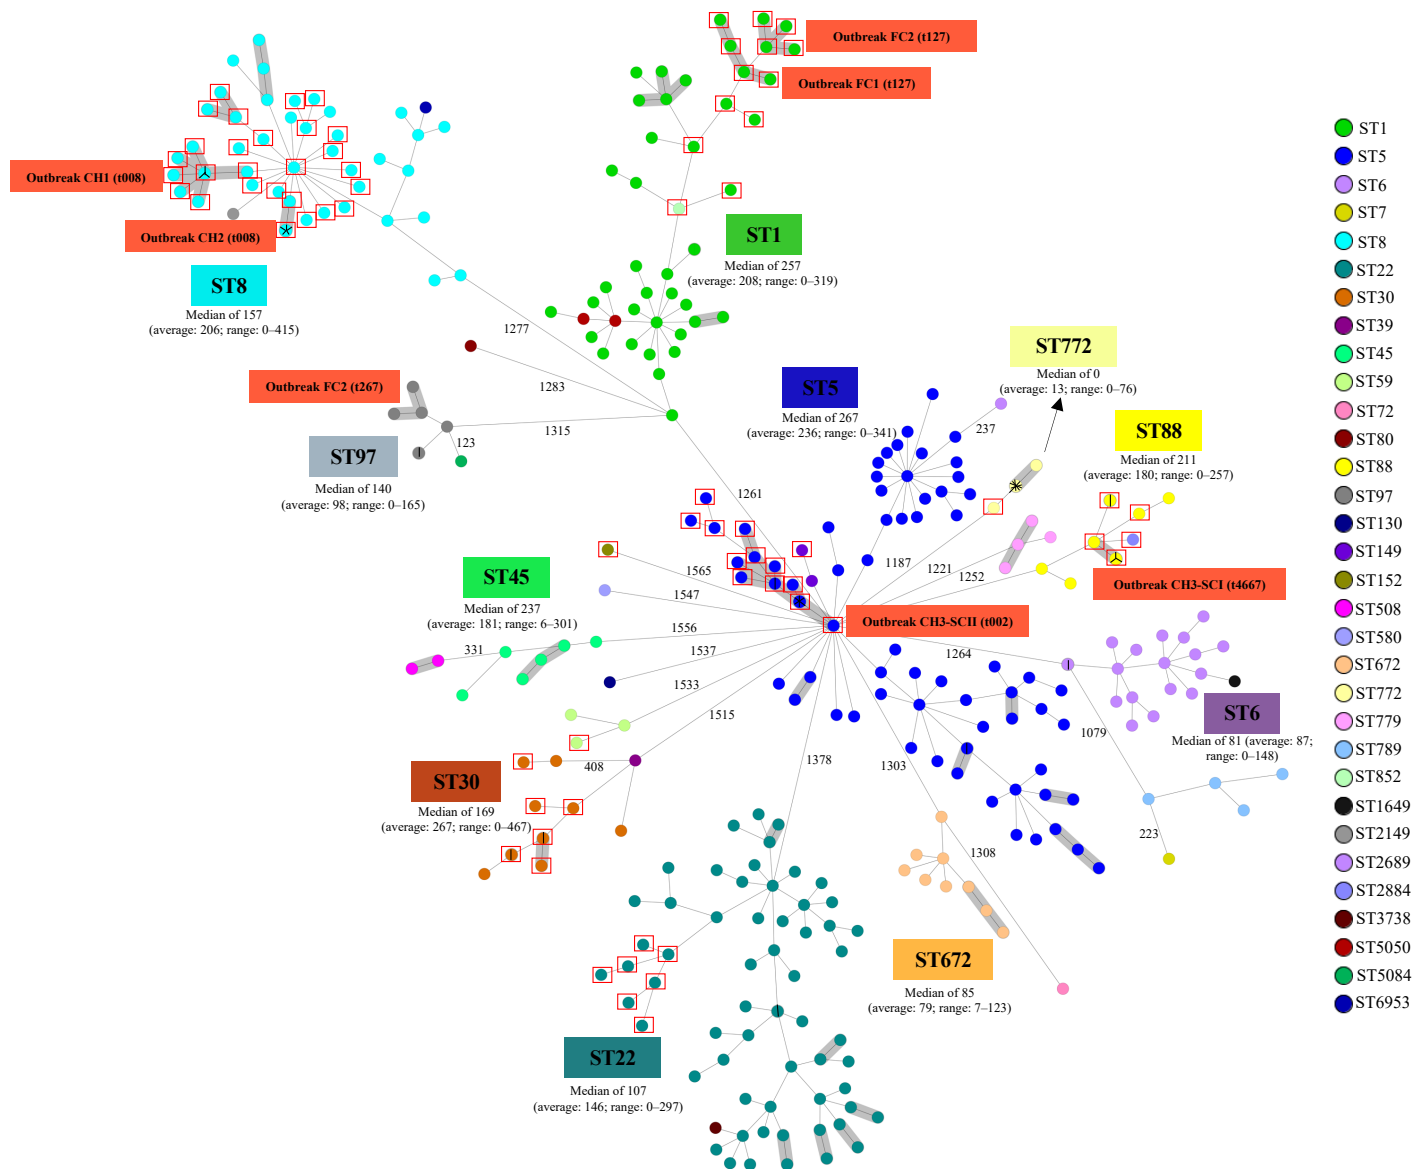 Outbreak FC2 (t127)
Outbreak FC1 (t127)
Outbreak CH1 (t008)
Outbreak CH2 (t008)
ST8
Median of 157
(average: 206; range: 0–415)
ST1
Median of 257
(average: 208; range: 0–319)
1277
1283
1315
Outbreak FC2 (t267)
123
ST97
Median of 140
(average: 98; range: 0–165)
1261
ST5
Median of 267
(average: 236; range: 0–341)
237
ST772
Median of 0
(average: 13; range: 0–76)
ST88
Median of 211
(average: 180; range: 0–257)
1187
1221
1252
Outbreak CH3-SCI (t4667)
Outbreak CH3-SCII (t002)
ST45
Median of 237
(average: 181; range: 6–301)
1565
1547
1556
331
1537
1533
1515
408
ST30
Median of 169
(average: 267; range: 0–467)
1378
1264
1079
ST6
Median of 81 (average: 87;
range: 0–148)
223
1303
1308
ST672
Median of 85
(average: 79; range: 7–123)
ST22
Median of 107
(average: 146; range: 0–297)
ST1
ST5
ST6
ST7
ST8
ST22
ST30
ST39
ST45
ST59
ST72
ST80
ST88
ST97
ST130
ST149
ST152
ST508
ST580
ST672
ST772
ST779
ST789
ST852
ST1649
ST2149
ST2689
ST2884
ST3738
ST5050
ST5084
ST6953